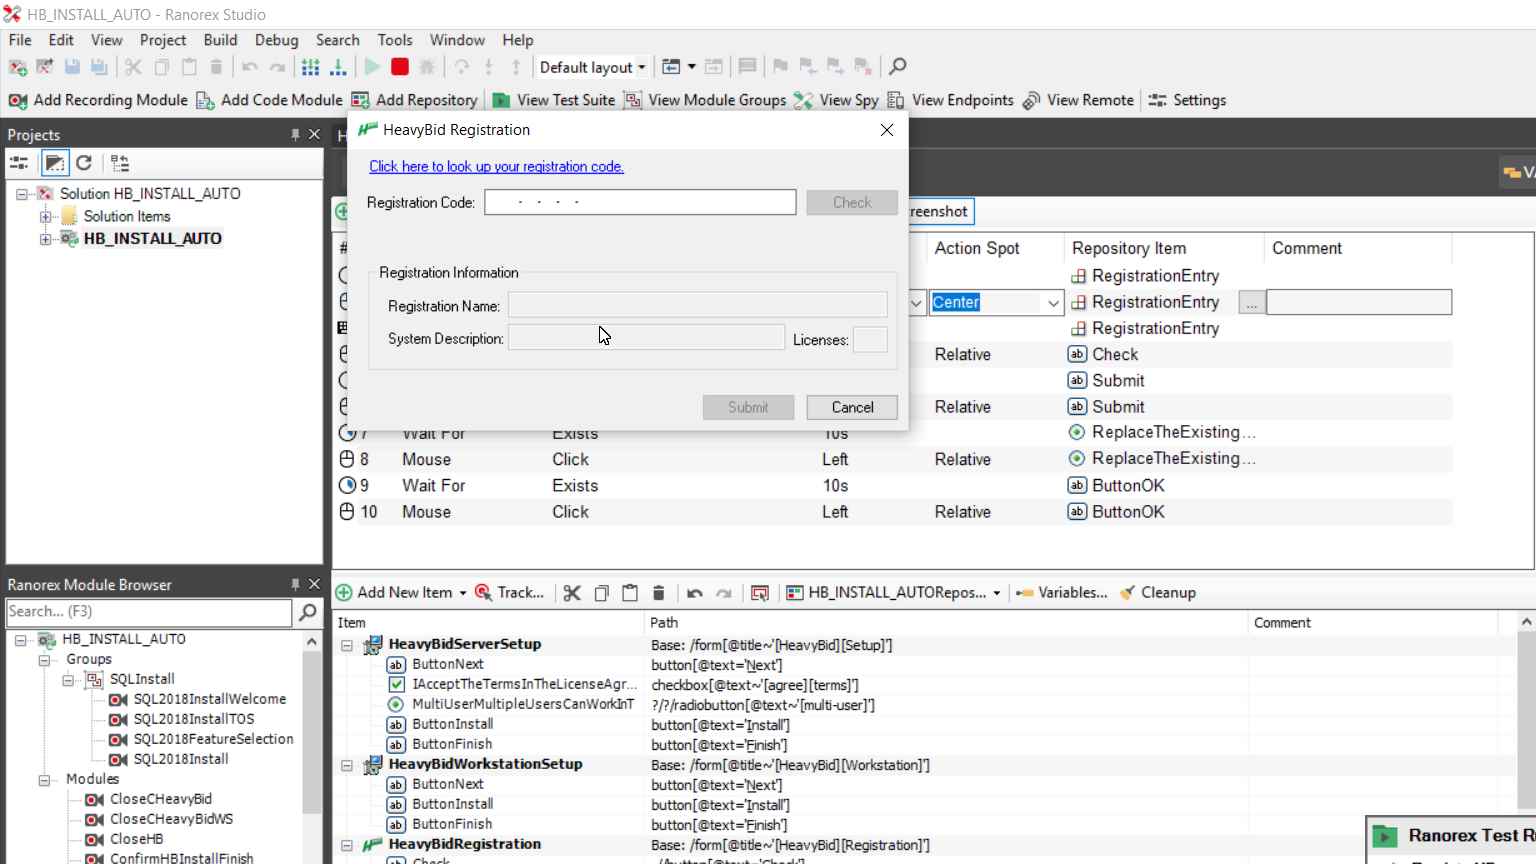 HB_INSTALL_AUTO - Ranorex Studio
File Edit View Project Build Debug Search Tools Window Help
Default layout
Add Recording Module Add Code Module Add Repository View Test Suite View Module Groups View Spy View Endpoints View Remote Settings
Projects
Solution HB_INSTALL_AUTO
Solution Items
HB_INSTALL_AUTO
HeavyBid Registration
Click here to look up your registration code.
Registration Code: - - - - Check
Registration Information
Registration Name:
System Description: Licenses:
Submit Cancel
# Action Spot Repository Item Comment
RegistrationEntry
Center RegistrationEntry ...
RegistrationEntry
Relative Check
Submit
Relative Submit
7 Wait For Exists 10s ReplaceTheExisting...
8 Mouse Click Left Relative ReplaceTheExisting...
9 Wait For Exists 10s ButtonOK
10 Mouse Click Left Relative ButtonOK
Ranorex Module Browser
Search... (F3)
HB_INSTALL_AUTO
Groups
SQLInstall
SQL2018InstallWelcome
SQL2018InstallTOS
SQL2018FeatureSelection
SQL2018Install
Modules
CloseCHeavyBid
CloseCHeavyBidWS
CloseHB
ConfirmHBInstallFinish
Add New Item Track... HB_INSTALL_AUTORepos... Variables... Cleanup
Item Path Comment
HeavyBidServerSetup Base: /form[@title~'[HeavyBid][Setup]']
ButtonNext button[@text='Next']
IAcceptTheTermsInTheLicenseAgr... checkbox[@text~'[agree][terms]']
MultiUserMultipleUsersCanWorkInT ?/?/radiobutton[@text~'[multi-user]']
ButtonInstall button[@text='Install']
ButtonFinish button[@text='Finish']
HeavyBidWorkstationSetup Base: /form[@title~'[HeavyBid][Workstation]']
ButtonNext button[@text='Next']
ButtonInstall button[@text='Install']
ButtonFinish button[@text='Finish']
HeavyBidRegistration Base: /form[@title~'[HeavyBid][Registration]']
Check
Ranorex Test